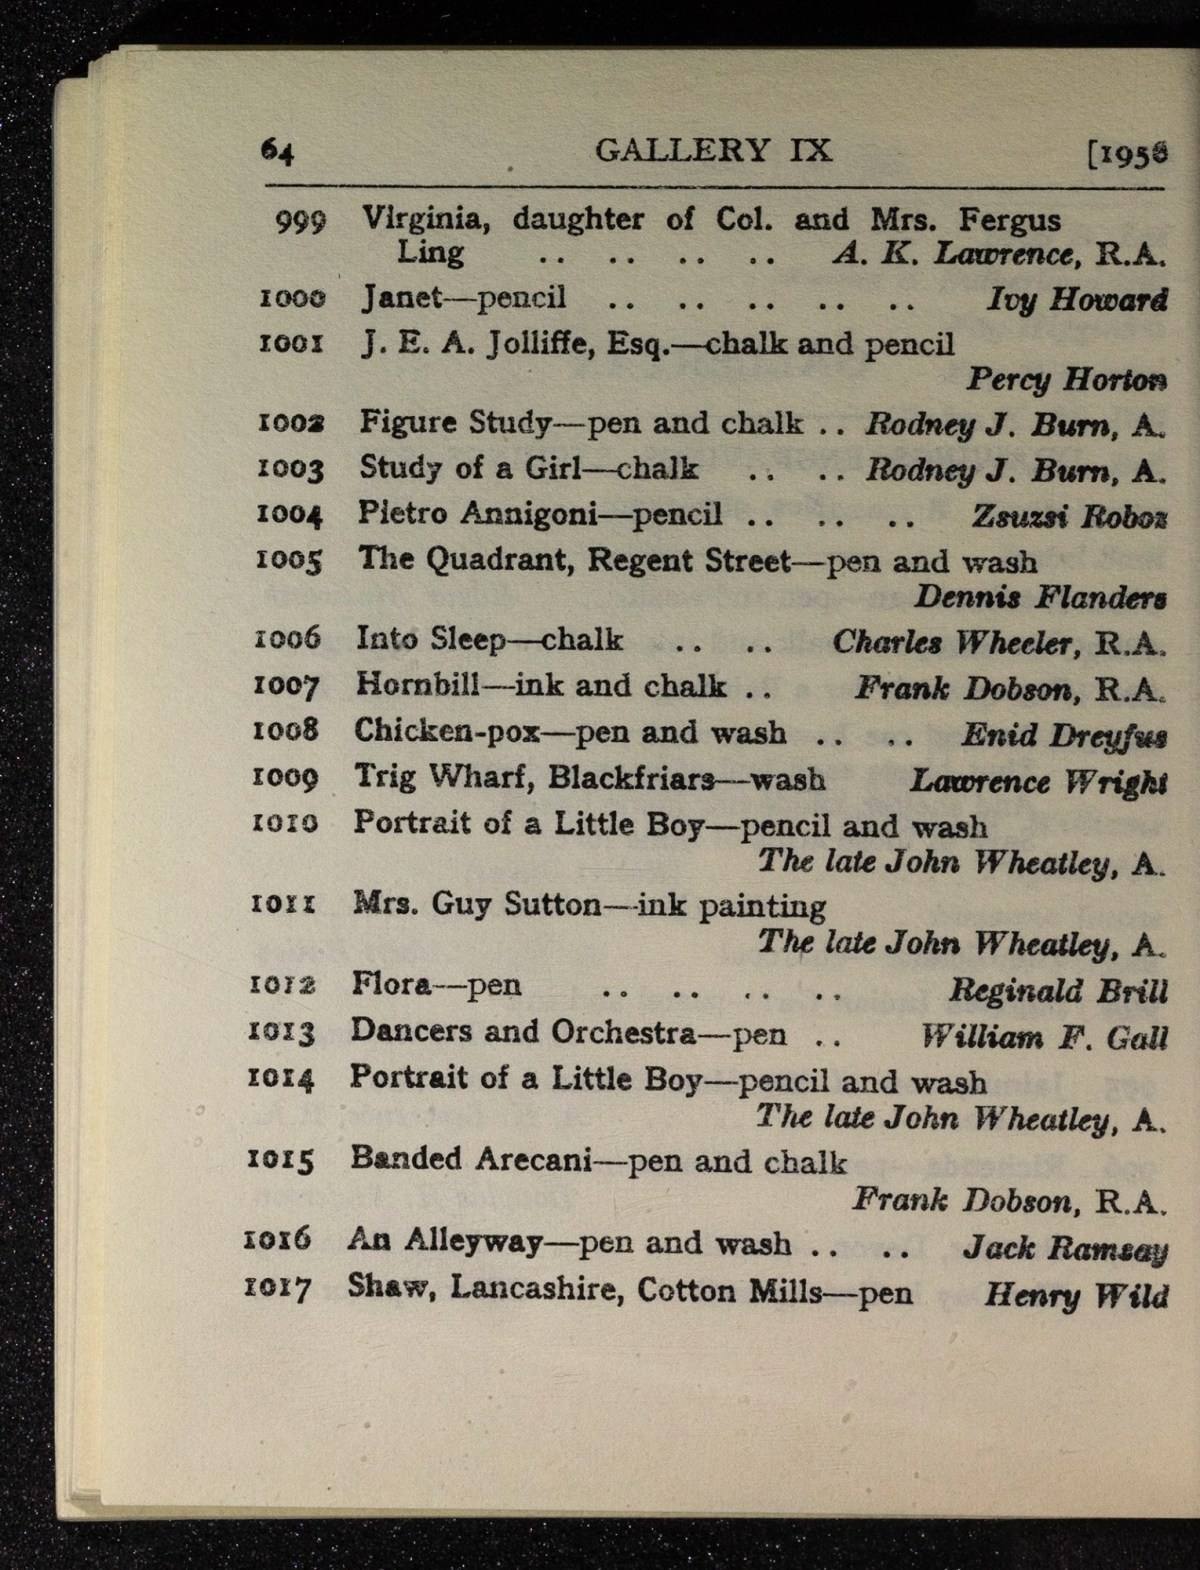 64 GALLERY IX [1956
999 Virginia, daughter of Col. and Mrs. Fergus
Ling .. .. .. .. A. K. Lawrence, R.A.
1000 Janet—pencil .. .. .. .. .. Ivy Howard
1001 J. E. A. Jolliffe, Esq.—chalk and pencil
Percy Horton
1002 Figure Study—pen and chalk .. Rodney J. Burn, A.
1003 Study of a Girl—chalk .. .. Rodney J. Burn, A.
1004 Pietro Annigoni—pencil .. .. .. Zsuzsi Roboz
1005 The Quadrant, Regent Street—pen and wash
Dennis Flanders
1006 Into Sleep—chalk .. .. Charles Wheeler, R.A.
1007 Hornbill—ink and chalk .. Frank Dobson, R.A.
1008 Chicken-pox—pen and wash .. .. Enid Dreyfus
1009 Trig Wharf, Blackfriars—wash Lawrence Wright
1010 Portrait of a Little Boy—pencil and wash
The late John Wheatley, A.
1011 Mrs. Guy Sutton—ink painting
The late John Wheatley, A.
1012 Flora—pen .. .. .. .. Reginald Brill
1013 Dancers and Orchestra—pen .. William F. Gall
1014 Portrait of a Little Boy—pencil and wash
The late John Wheatley, A.
1015 Banded Arecani—pen and chalk
Frank Dobson, R.A.
1016 An Alleyway—pen and wash .. .. Jack Ramsay
1017 Shaw, Lancashire, Cotton Mills—pen Henry Wild